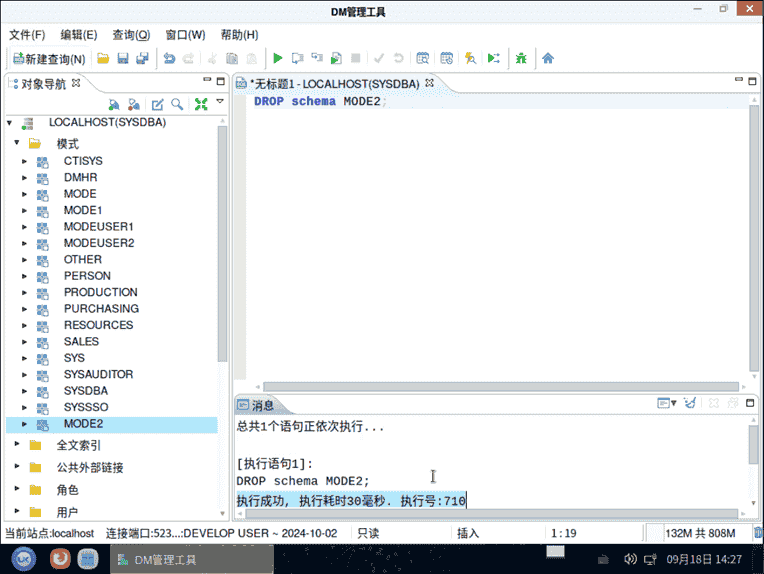 DM管理工具
文件(F) 编辑(E) 查询(Q) 窗口(W) 帮助(H)
新建查询(N)
对象导航
*无标题1 - LOCALHOST(SYSDBA)
DROP schema MODE2;
LOCALHOST(SYSDBA)
模式
CTISYS
DMHR
MODE
MODE1
MODEUSER1
MODEUSER2
OTHER
PERSON
PRODUCTION
PURCHASING
RESOURCES
SALES
SYS
SYSAUDITOR
SYSDBA
SYSSSO
MODE2
全文索引
公共外部链接
角色
用户
消息
总共1个语句正依次执行...
[执行语句1]:
DROP schema MODE2;
执行成功, 执行耗时30毫秒. 执行号:710
当前站点:localhost 连接端口:523...:DEVELOP USER ~ 2024-10-02 只读 插入 1:19 132M 共 808M
DM管理工具 09月18日 14:27